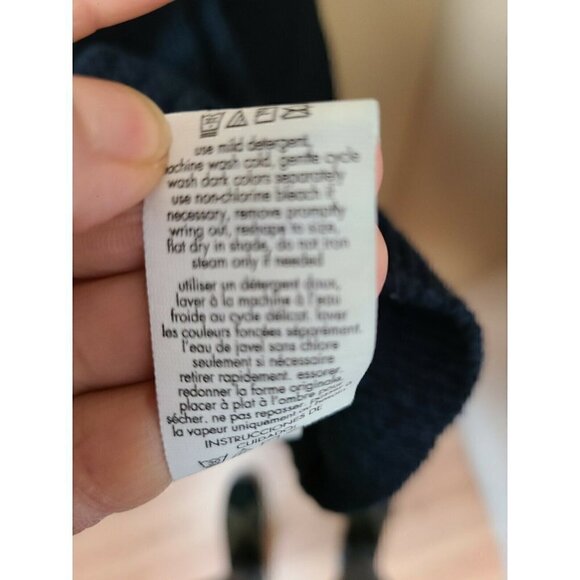 use mild detergent,
machine wash cold, gentle cycle
wash dark colors separately
use non-chlorine bleach if
necessary, remove promptly
wring out, reshape to size,
flat dry in shade, do not iron
steam only if needed
utiliser un détergent doux,
laver à la machine à l'eau
froide au cycle délicat. laver
les couleurs foncées séparément.
l'eau de javel sans chlore
seulement si nécessaire
retirer rapidement. essorer.
redonner la forme originale.
placer à plat à l'ombre pour
sécher. ne pas repasser.
la vapeur uniquement
INSTRUCCIONES DE
CUIDADO: